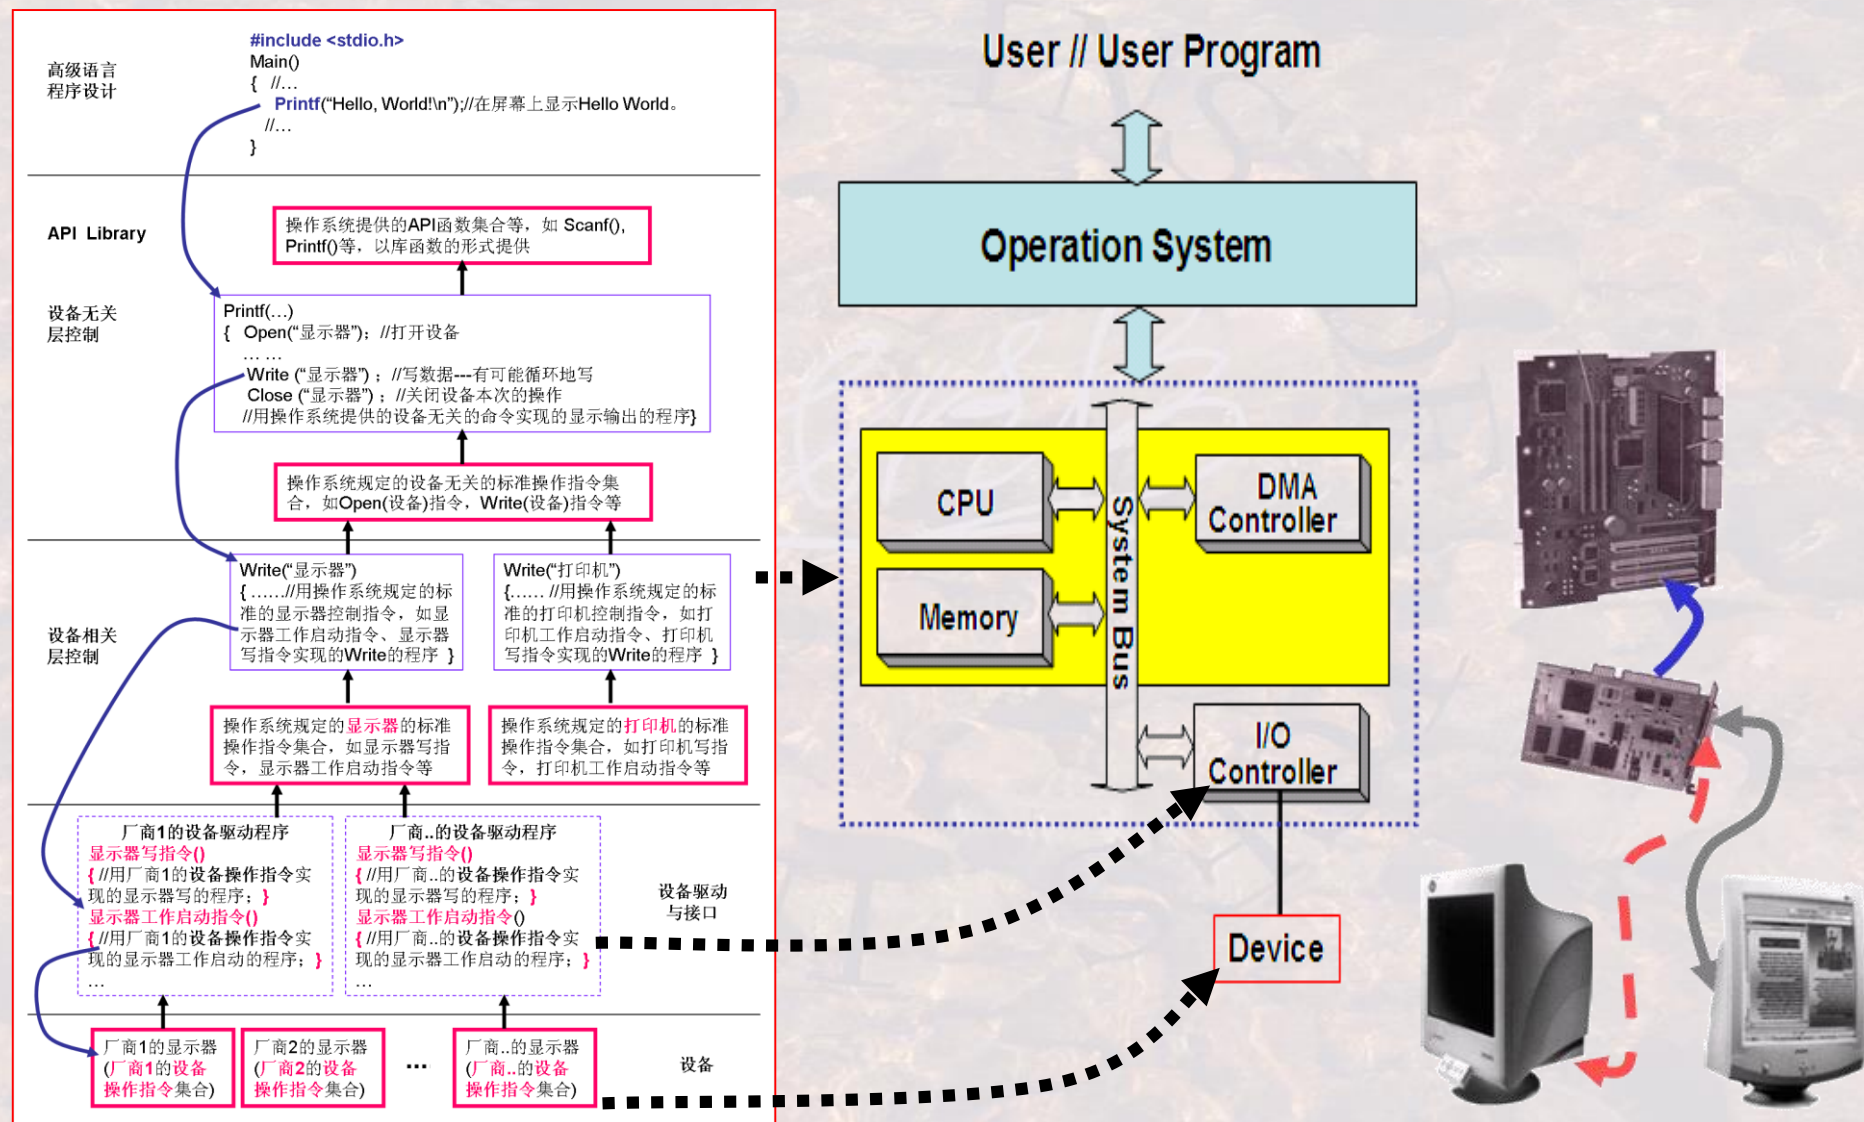 高级语言
程序设计
#include <stdio.h>
Main()
{ //…
Printf(“Hello, World!\n”);//在屏幕上显示Hello World。
//…
}
API Library
操作系统提供的API函数集合等，如 Scanf(),
Printf()等，以库函数的形式提供
设备无关
层控制
Printf(…)
{ Open(“显示器”)； //打开设备
… …
Write (“显示器”) ； //写数据---有可能循环地写
Close (“显示器”) ； //关闭设备本次的操作
//用操作系统提供的设备无关的命令实现的显示输出的程序}
操作系统规定的设备无关的标准操作指令集
合，如Open(设备)指令，Write(设备)指令等
设备相关
层控制
Write(“显示器”)
{ ……//用操作系统规定的标
准的显示器控制指令，如显
示器工作启动指令、显示器
写指令实现的Write的程序 }
Write(“打印机”)
{…… //用操作系统规定的标
准的打印机控制指令，如打
印机工作启动指令、打印机
写指令实现的Write的程序 }
操作系统规定的显示器的标准
操作指令集合，如显示器写指
令，显示器工作启动指令等
操作系统规定的打印机的标准
操作指令集合，如打印机写指
令，打印机工作启动指令等
厂商1的设备驱动程序
显示器写指令()
{ //用厂商1的设备操作指令实
现的显示器写的程序；}
显示器工作启动指令()
{ //用厂商1的设备操作指令实
现的显示器工作启动的程序；}
…
厂商..的设备驱动程序
显示器写指令()
{ //用厂商..的设备操作指令实
现的显示器写的程序；}
显示器工作启动指令()
{ //用厂商..的设备操作指令实
现的显示器工作启动的程序；}
…
设备驱动
与接口
厂商1的显示器
(厂商1的设备
操作指令集合)
厂商2的显示器
(厂商2的设备
操作指令集合)
…
厂商..的显示器
(厂商..的设备
操作指令集合)
设备
User // User Program
Operation System
CPU
DMA
Controller
Memory
System Bus
I/O
Controller
Device